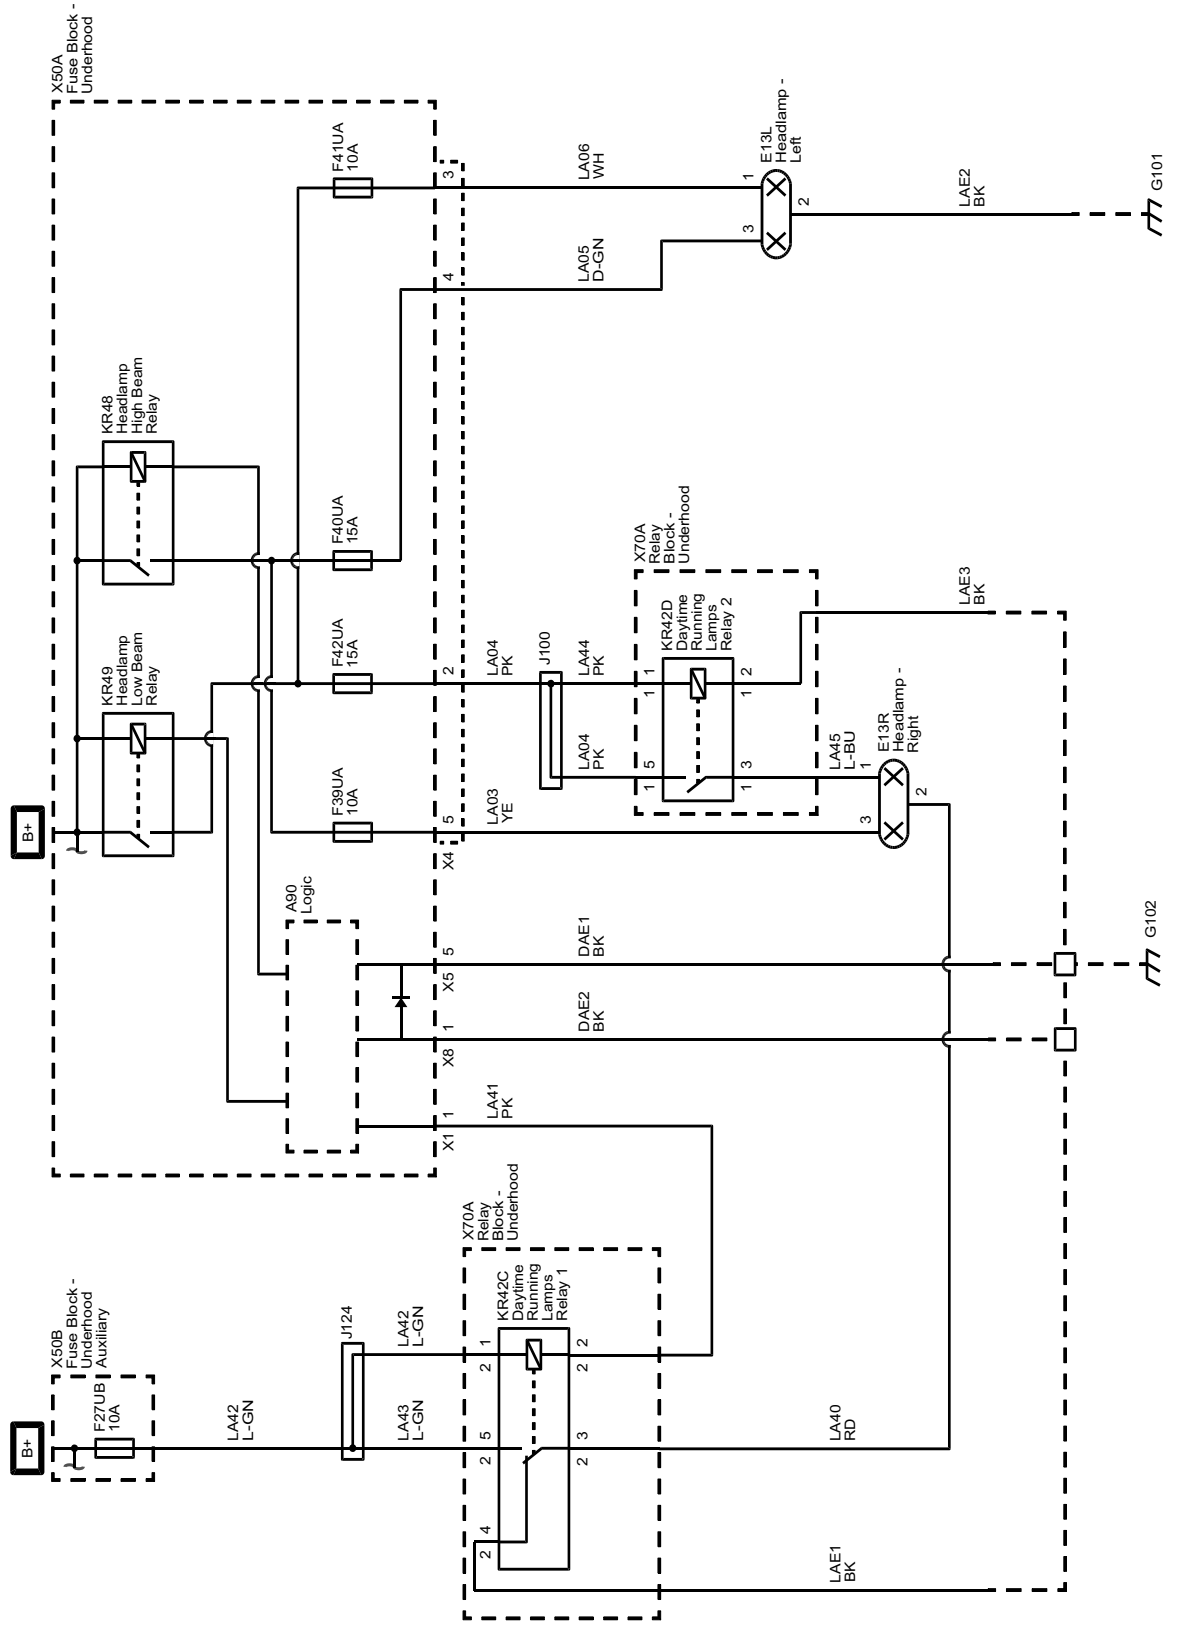 X50A
Fuse Block -
Underhood
B+
KR49
Headlamp
Low Beam
Relay
KR48
Headlamp
High Beam
Relay
A90
Logic
F39UA
10A
F42UA
15A
F40UA
15A
F41UA
10A
X1
1
X8
1
X5
5
X4
5
2
4
3
LA41
PK
DAE2
BK
DAE1
BK
LA03
YE
LA04
PK
LA05
D-GN
LA06
WH
J100
LA04
PK
LA44
PK
X70A
Relay
Block -
Underhood
KR42D
Daytime
Running
Lamps
Relay 2
1
5
1
1
1
3
1
2
LA45
L-BU
LAE3
BK
E13R
Headlamp -
Right
3
1
2
E13L
Headlamp -
Left
3
1
2
LAE2
BK
G101
G102
X50B
Fuse Block -
Underhood
Auxiliary
B+
F27UB
10A
LA42
L-GN
J124
LA43
L-GN
LA42
L-GN
X70A
Relay
Block -
Underhood
KR42C
Daytime
Running
Lamps
Relay 1
2
4
2
5
2
1
2
3
2
2
LAE1
BK
LA40
RD